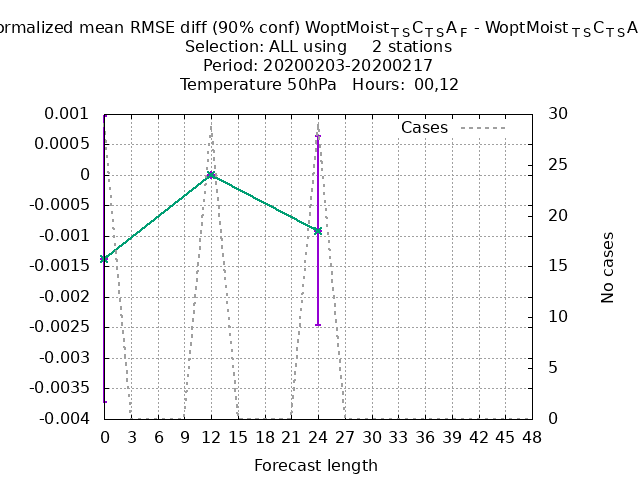 ormalized mean RMSE diff (90% conf) WoptMoistTSCTSAF - WoptMoistTSCTSA
Selection: ALL using 2 stations
Period: 20200203-20200217
Temperature 50hPa Hours: 00,12
Cases
0.001
0.0005
0
-0.0005
-0.001
-0.0015
-0.002
-0.0025
-0.003
-0.0035
-0.004
30
25
20
15
10
5
0
No cases
0 3 6 9 12 15 18 21 24 27 30 33 36 39 42 45 48
Forecast length